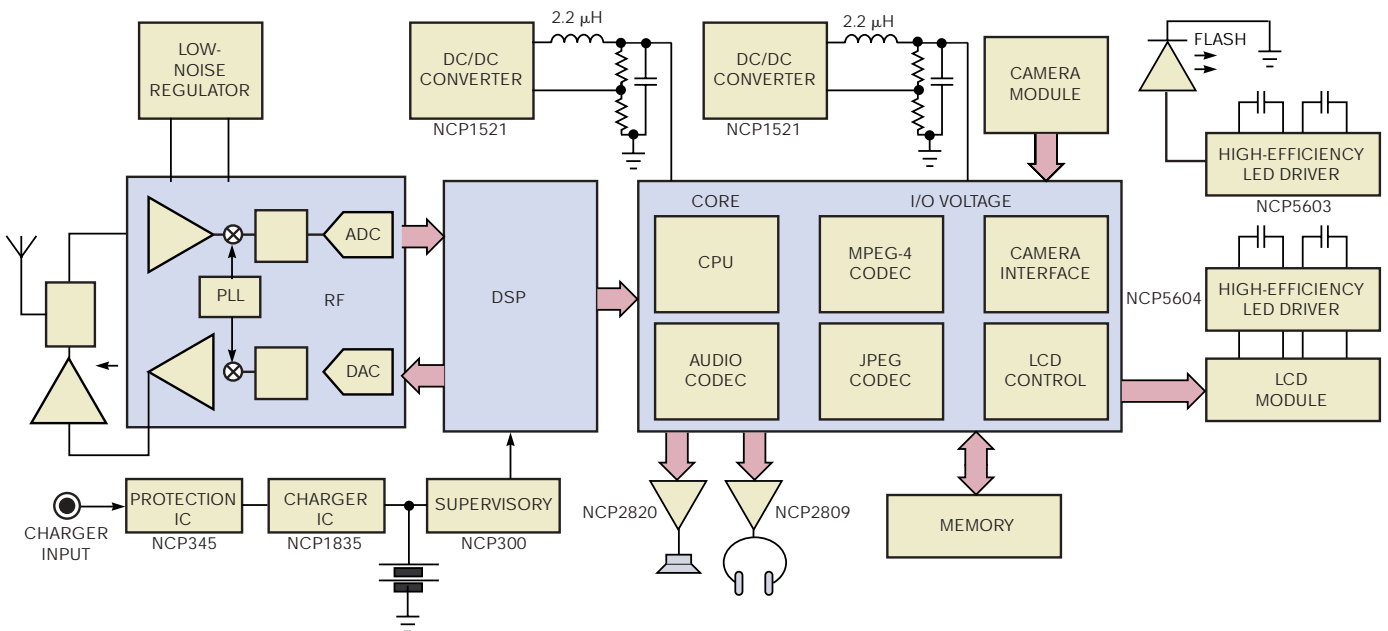 LOW-
NOISE
REGULATOR
DC/DC
CONVERTER
NCP1521
2.2 µH
DC/DC
CONVERTER
NCP1521
2.2 µH
CAMERA
MODULE
FLASH
HIGH-EFFICIENCY
LED DRIVER
NCP5603
ADC
PLL
RF
DAC
DSP
CORE
I/O VOLTAGE
CPU
MPEG-4
CODEC
CAMERA
INTERFACE
AUDIO
CODEC
JPEG
CODEC
LCD
CONTROL
NCP5604
HIGH-EFFICIENCY
LED DRIVER
LCD
MODULE
CHARGER
INPUT
PROTECTION
IC
NCP345
CHARGER
IC
NCP1835
SUPERVISORY
NCP300
NCP2820
NCP2809
MEMORY